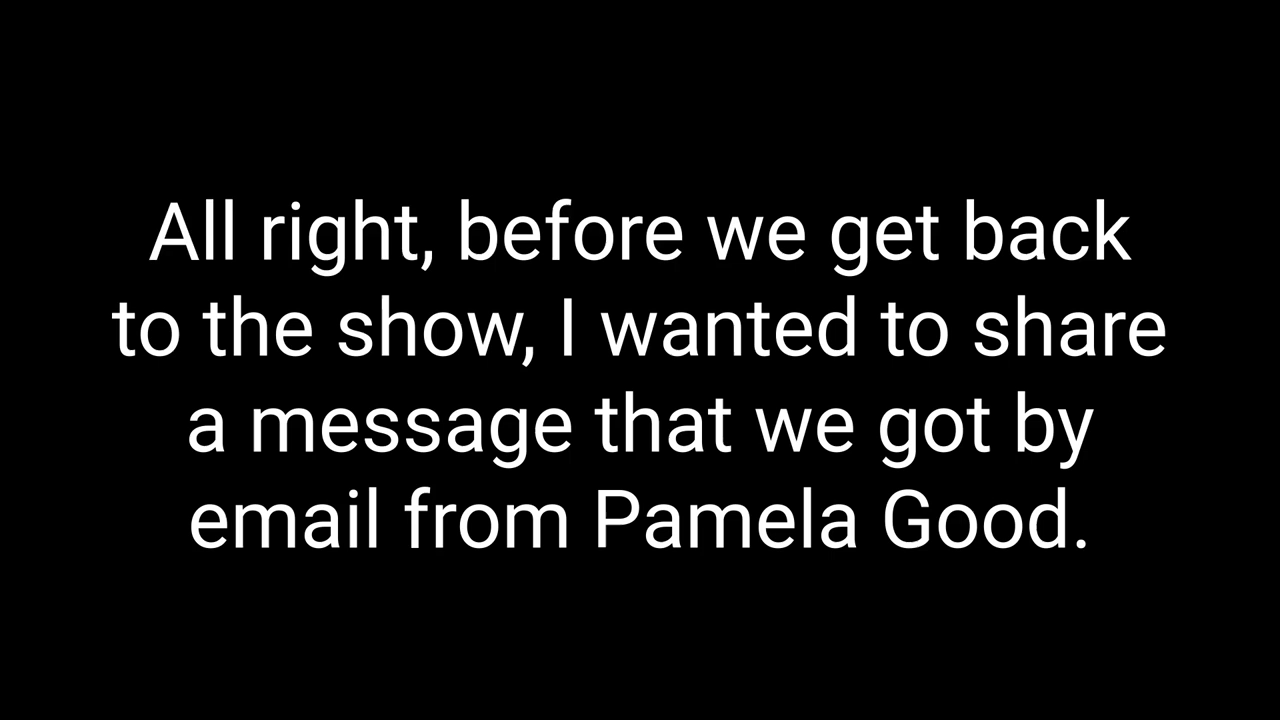 All right, before we get back
to the show, I wanted to share
a message that we got by
email from Pamela Good.